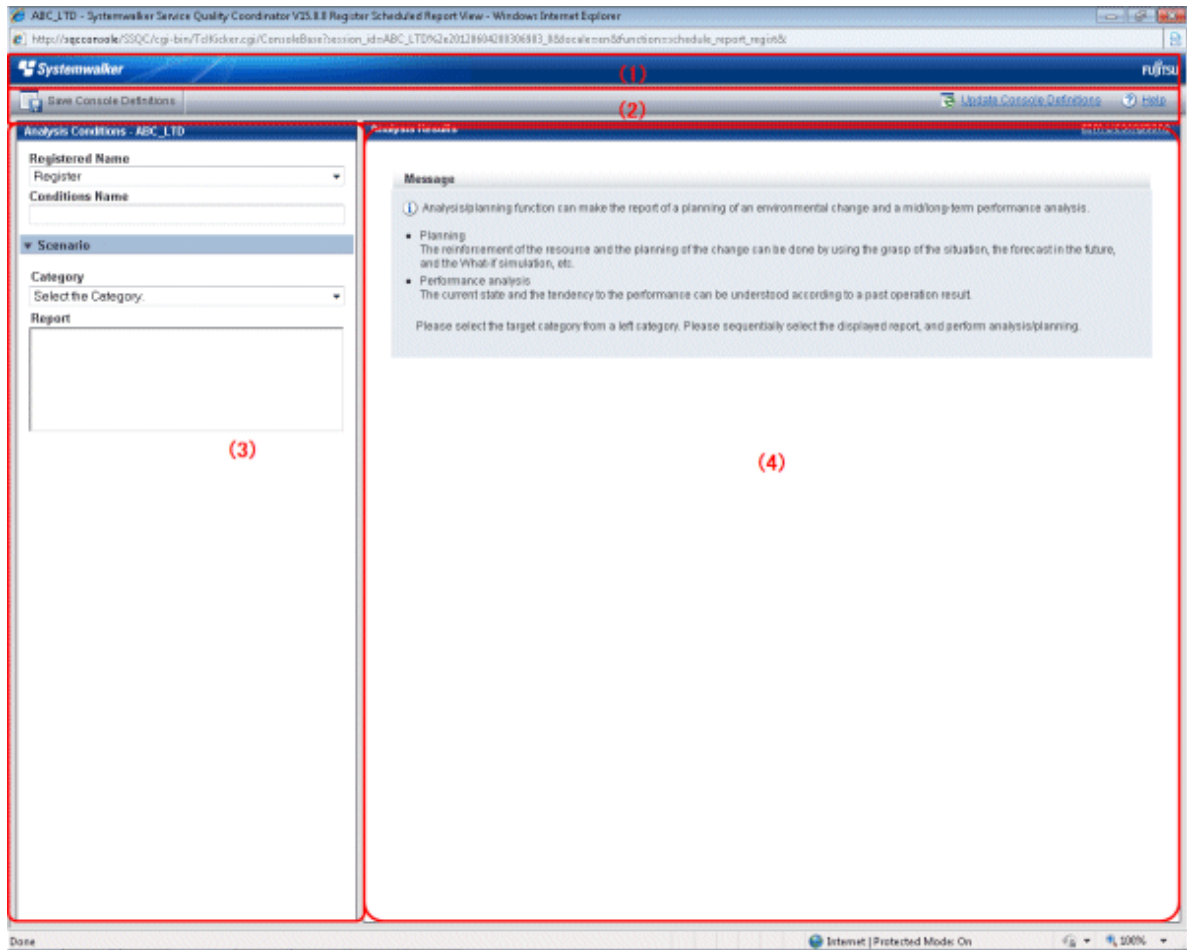 ABC_LTD - Systemwalker Service Quality Coordinator V15.0.0 Register Scheduled Report View - Windows Internet Explorer
Systemwalker
(1)
FUJITSU
Save Console Definitions
(2)
Update Console Definitions
Help
Analysis Conditions - ABC_LTD
Analysis Results
Registered Name
Register
Conditions Name
Scenario
Category
Select the Category.
Report
(3)
Message
Analysis/planning function can make the report of a planning of an environmental change and a mid/long-term performance analysis.
Planning
The reinforcement of the resource and the planning of the change can be done by using the grasp of the situation, the forecast in the future,
and the What-if simulation, etc.
Performance analysis
The current state and the tendency to the performance can be understood according to a past operation result.
Please select the target category from a left category. Please sequentially select the displayed report, and perform analysis/planning.
(4)
Done
Internet | Protected Mode: On
100%